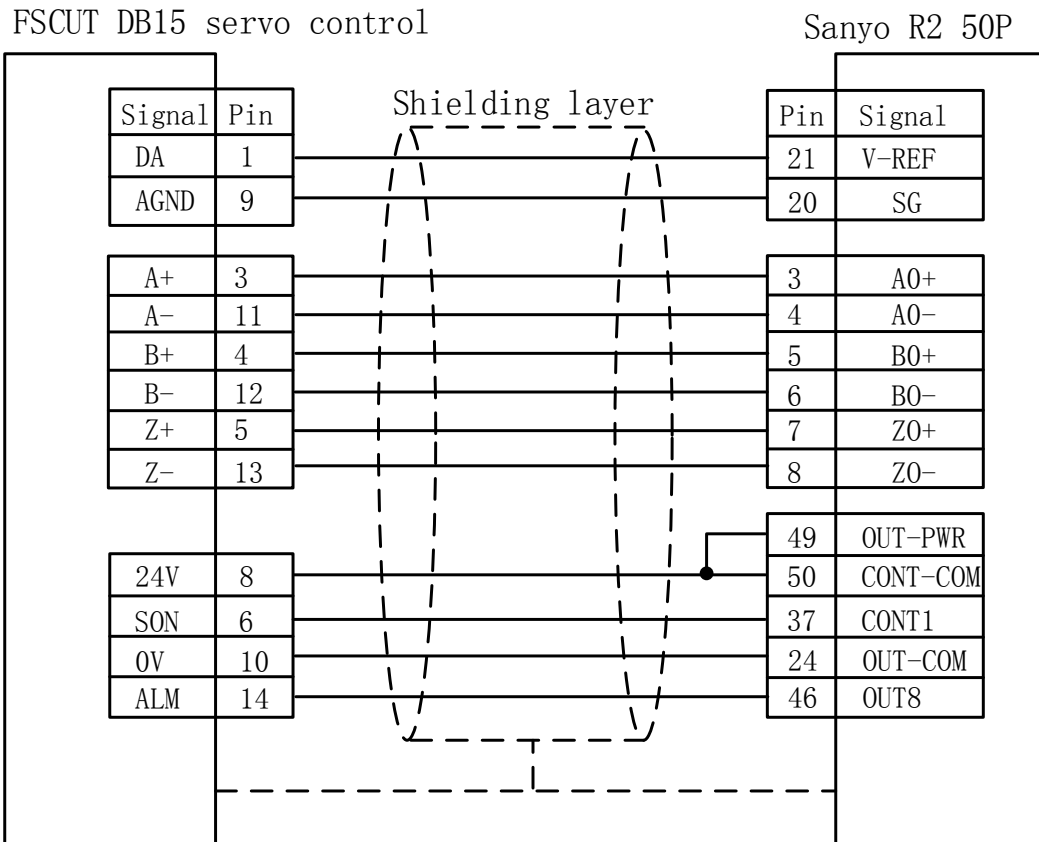 FSCUT DB15 servo control
Sanyo R2 50P
Shielding layer
Signal Pin
DA 1
AGND 9
A+ 3
A- 11
B+ 4
B- 12
Z+ 5
Z- 13
24V 8
SON 6
0V 10
ALM 14
Pin Signal
21 V-REF
20 SG
3 A0+
4 A0-
5 B0+
6 B0-
7 Z0+
8 Z0-
49 OUT-PWR
50 CONT-COM
37 CONT1
24 OUT-COM
46 OUT8